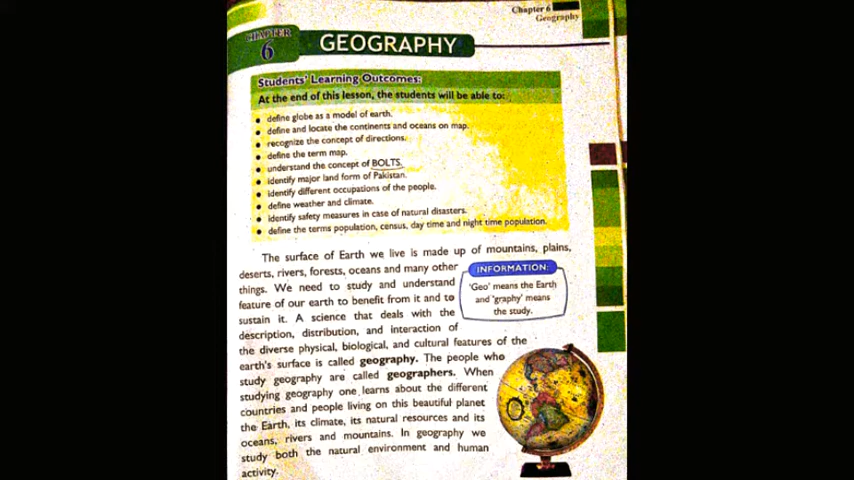 Chapter 6
Geography
CHAPTER
6
GEOGRAPHY
Students' Learning Outcomes:
At the end of this lesson, the students will be able to:
• define globe as a model of earth.
• define and locate the continents and oceans on map.
• recognize the concept of directions.
• define the term map.
• understand the concept of BOLTS.
• identify major land form of Pakistan.
• identify different occupations of the people.
• define weather and climate.
• identify safety measures in case of natural disasters.
• define the terms population, census, day time and night time population.
The surface of Earth we live is made up of mountains, plains,
deserts, rivers, forests, oceans and many other
things. We need to study and understand
feature of our earth to benefit from it and to
sustain it. A science that deals with the
description, distribution, and interaction of
the diverse physical, biological, and cultural features of the
earth's surface is called geography. The people who
study geography are called geographers. When
studying geography one learns about the different
countries and people living on this beautiful planet
the Earth, its climate, its natural resources and its
oceans, rivers and mountains. In geography we
study both the natural environment and human
activity.
INFORMATION:
'Geo' means the Earth
and 'graphy' means
the study.